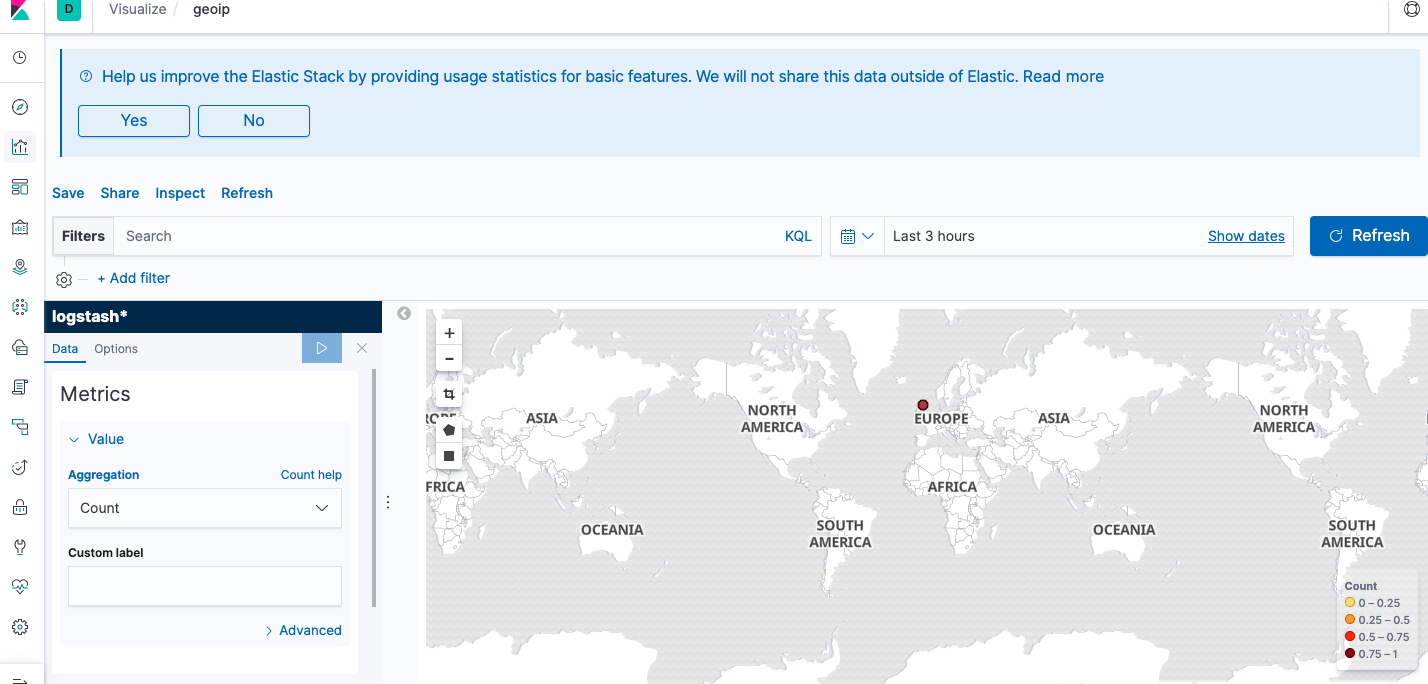 D Visualize / geoip
Help us improve the Elastic Stack by providing usage statistics for basic features. We will not share this data outside of Elastic. Read more
Yes No
Save Share Inspect Refresh
Filters Search KQL Last 3 hours Show dates Refresh
+ Add filter
logstash*
Data Options
Metrics
Value
Aggregation Count help
Count
Custom label
Advanced
+
−
ROPE
ASIA
NORTH
AMERICA
EUROPE
ASIA
NORTH
AMERICA
FRICA
AFRICA
OCEANIA
SOUTH
AMERICA
OCEANIA
SOUTH
AMERICA
Count
0 – 0.25
0.25 – 0.5
0.5 – 0.75
0.75 – 1